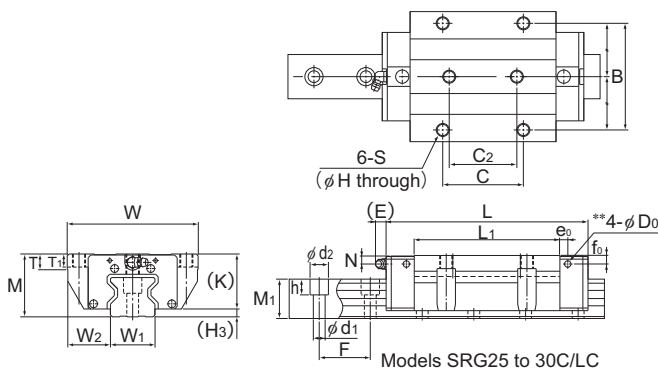 B
6-S
(φH through)
C2
C
W
(E)
L
**4-φD0
L1
e0
f0
N
φd2
T
T1
M
(K)
h
M1
(H3)
φd1
W2
W1
F
Models SRG25 to 30C/LC